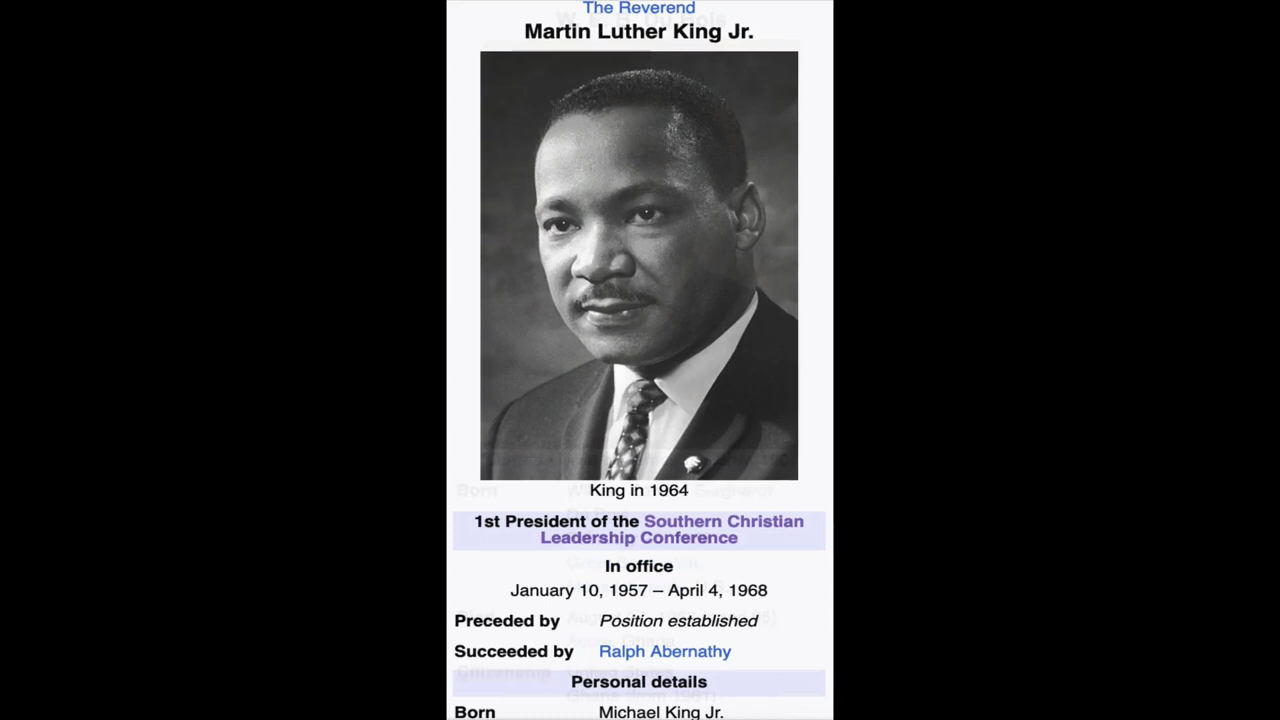 The Reverend
Martin Luther King Jr.
King in 1964
1st President of the Southern Christian
Leadership Conference
In office
January 10, 1957 – April 4, 1968
Preceded by Position established
Succeeded by Ralph Abernathy
Personal details
Born Michael King Jr.